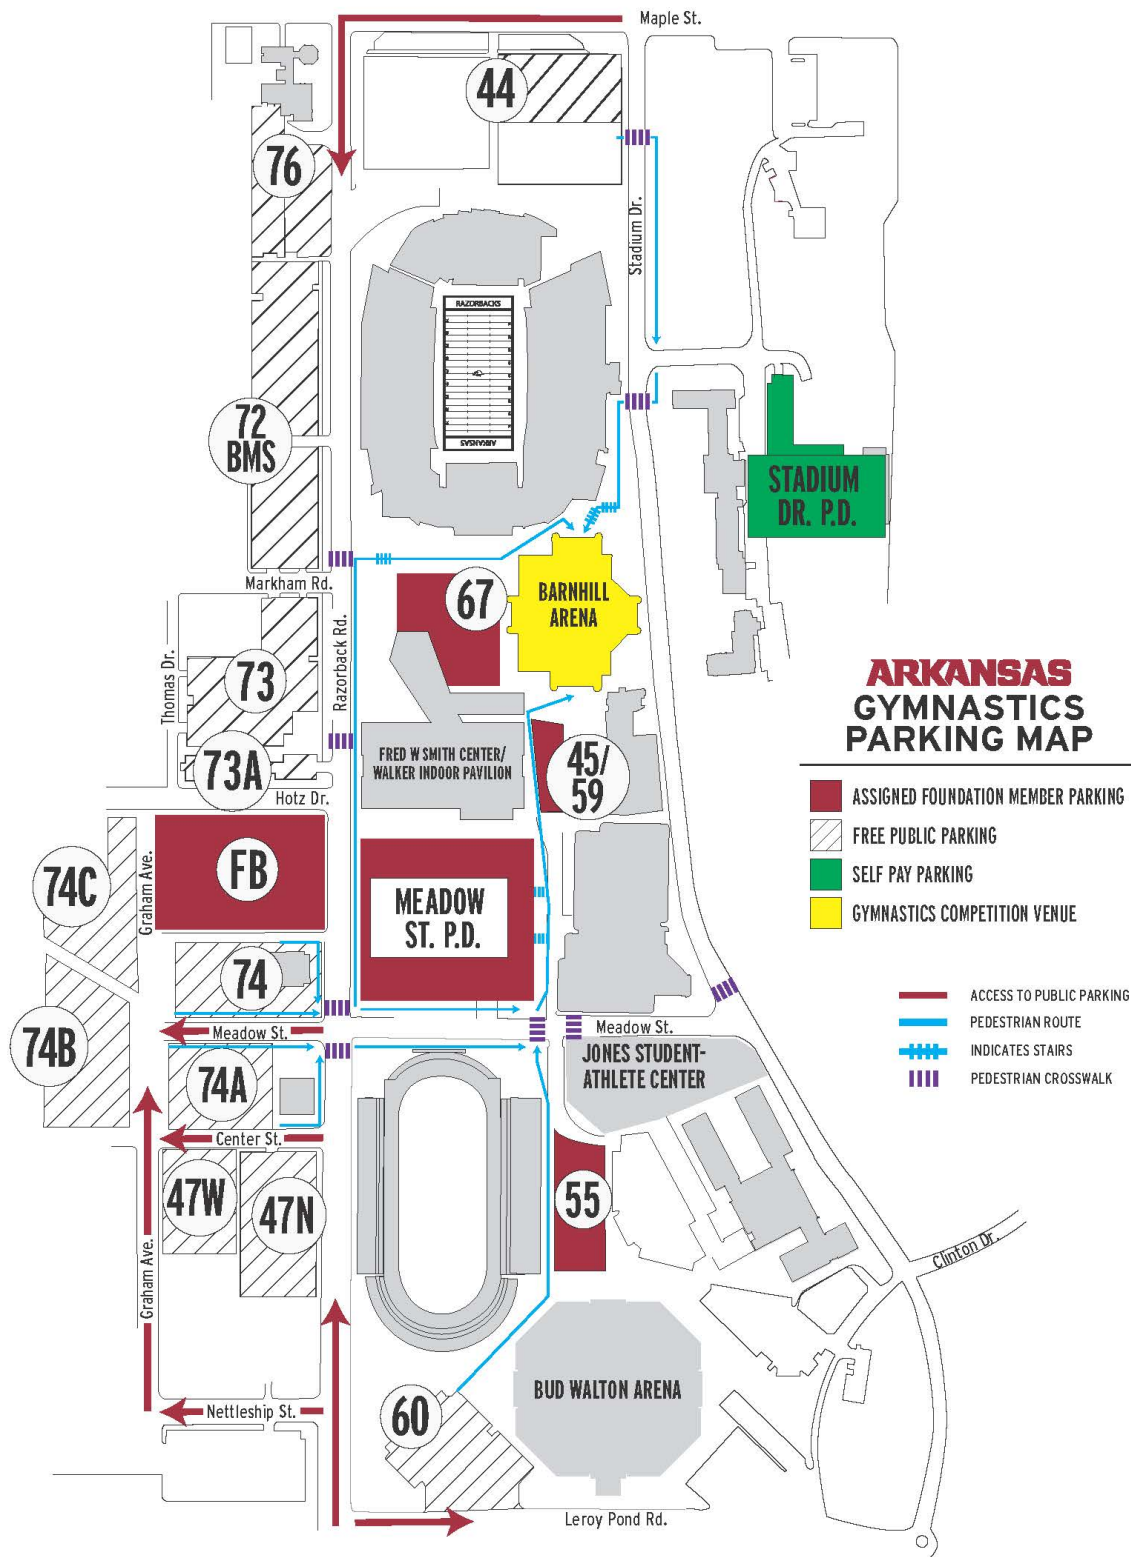 Maple St.
44
76
Stadium Dr.
RAZORBACKS
ARKANSAS
72
BMS
STADIUM
DR. P.D.
Markham Rd.
67
BARNHILL
ARENA
Thomas Dr.
73
Razorback Rd.
ARKANSAS
GYMNASTICS
PARKING MAP
FRED W SMITH CENTER/
WALKER INDOOR PAVILION
45/
59
73A
Hotz Dr.
ASSIGNED FOUNDATION MEMBER PARKING
FREE PUBLIC PARKING
SELF PAY PARKING
GYMNASTICS COMPETITION VENUE
74C
Graham Ave.
FB
MEADOW
ST. P.D.
74
ACCESS TO PUBLIC PARKING
PEDESTRIAN ROUTE
INDICATES STAIRS
PEDESTRIAN CROSSWALK
Meadow St.
Meadow St.
74B
74A
JONES STUDENT-
ATHLETE CENTER
Center St.
47W
47N
55
Graham Ave.
Clinton Dr.
BUD WALTON ARENA
Nettleship St.
60
Leroy Pond Rd.